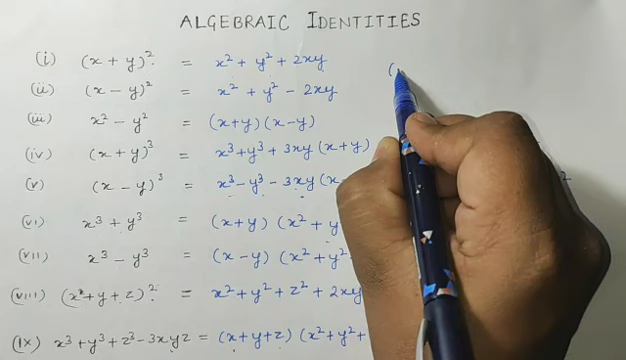 ALGEBRAIC IDENTITIES
(i) (x + y)² = x² + y² + 2xy (
(ii) (x - y)² = x² + y² - 2xy
(iii) x² - y² = (x+y) (x-y)
(iv) (x+y)³ = x³ + y³ + 3xy (x+y)
(v) (x - y)³ = x³ - y³ - 3xy (x 2
(vi) x³ + y³ = (x+y) (x² + y
(vii) x³ - y³ = (x-y) (x² + y²
(viii) (x+y+z)² = x² + y² + z² + 2xy
(IX) x³ + y³ + z³ - 3xyz = (x+y+z) (x² + y² +